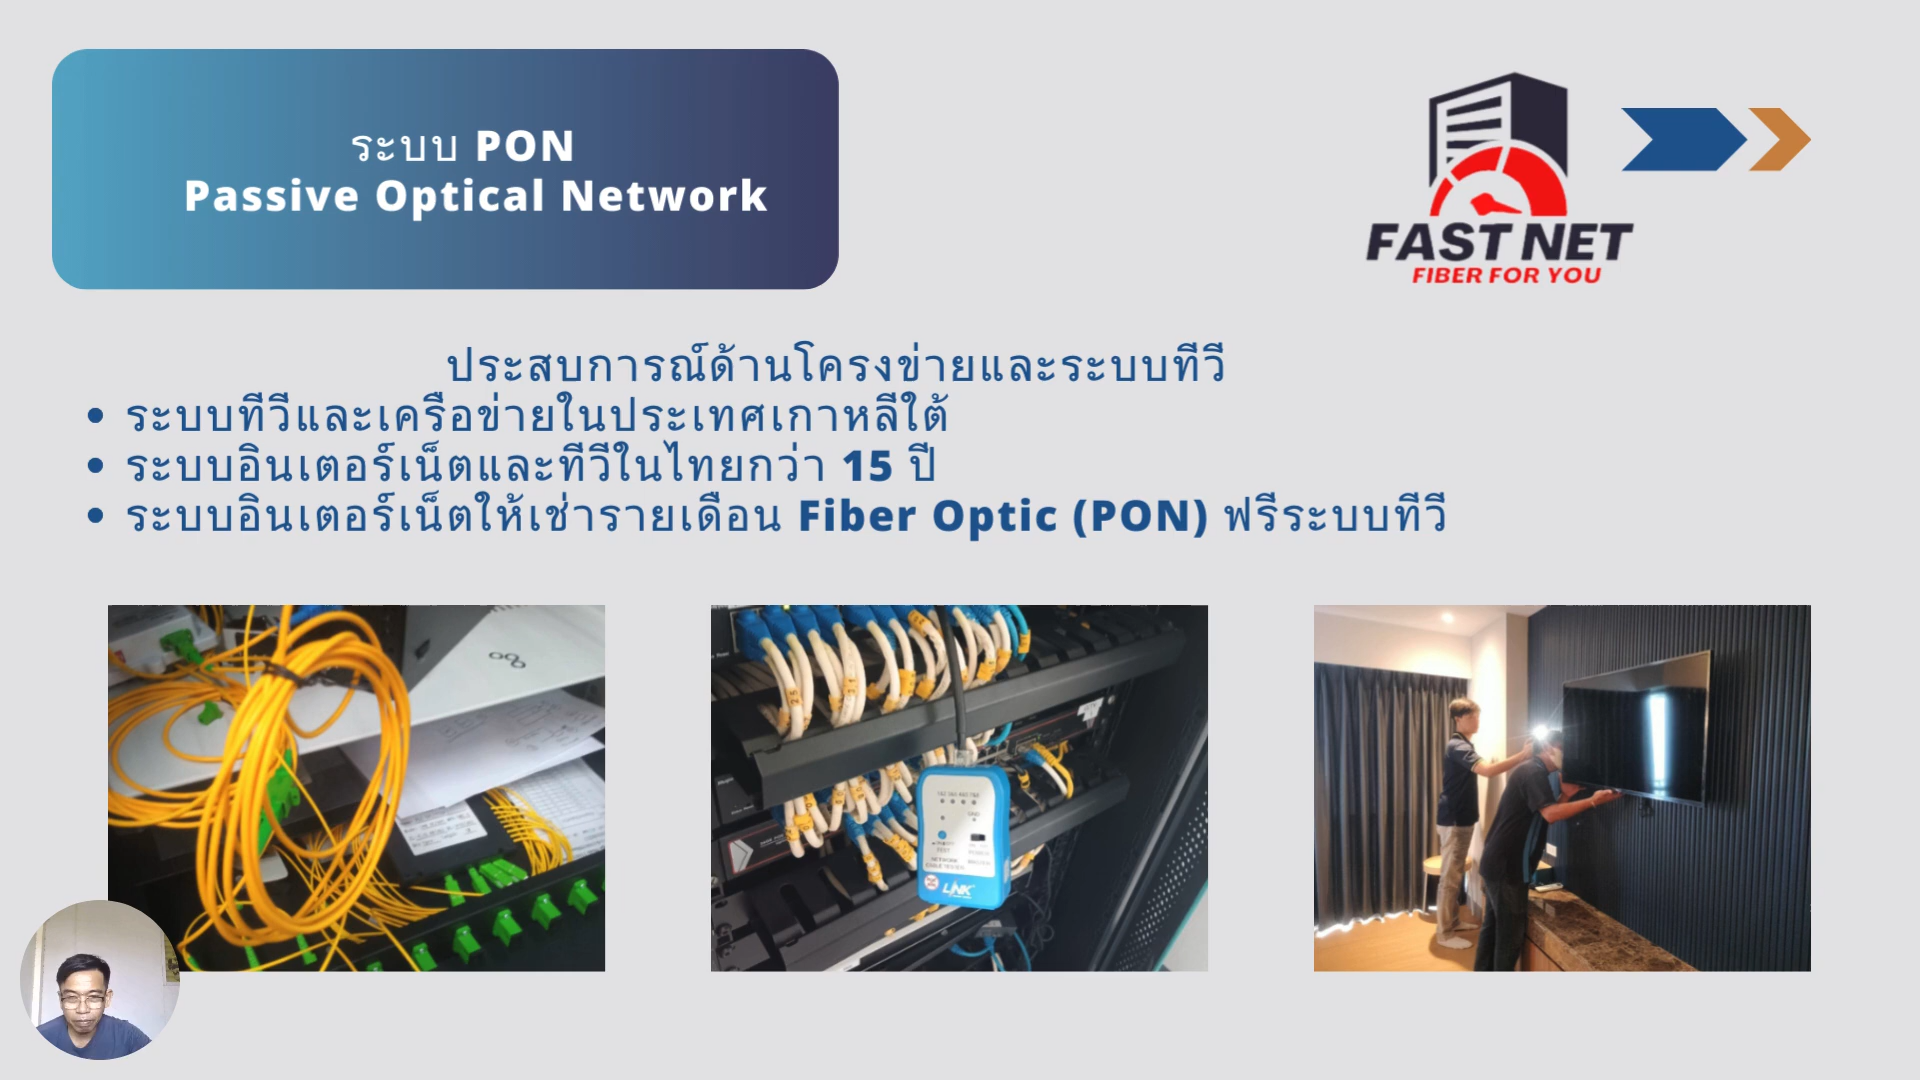 ระบบ PON
Passive Optical Network
FAST NET
FIBER FOR YOU
ประสบการณ์ด้านโครงข่ายและระบบทีวี
• ระบบทีวีและเครือข่ายในประเทศเกาหลีใต้
• ระบบอินเตอร์เน็ตและทีวีในไทยกว่า 15 ปี
• ระบบอินเตอร์เน็ตให้เช่ารายเดือน Fiber Optic (PON) ฟรีระบบทีวี
LINK